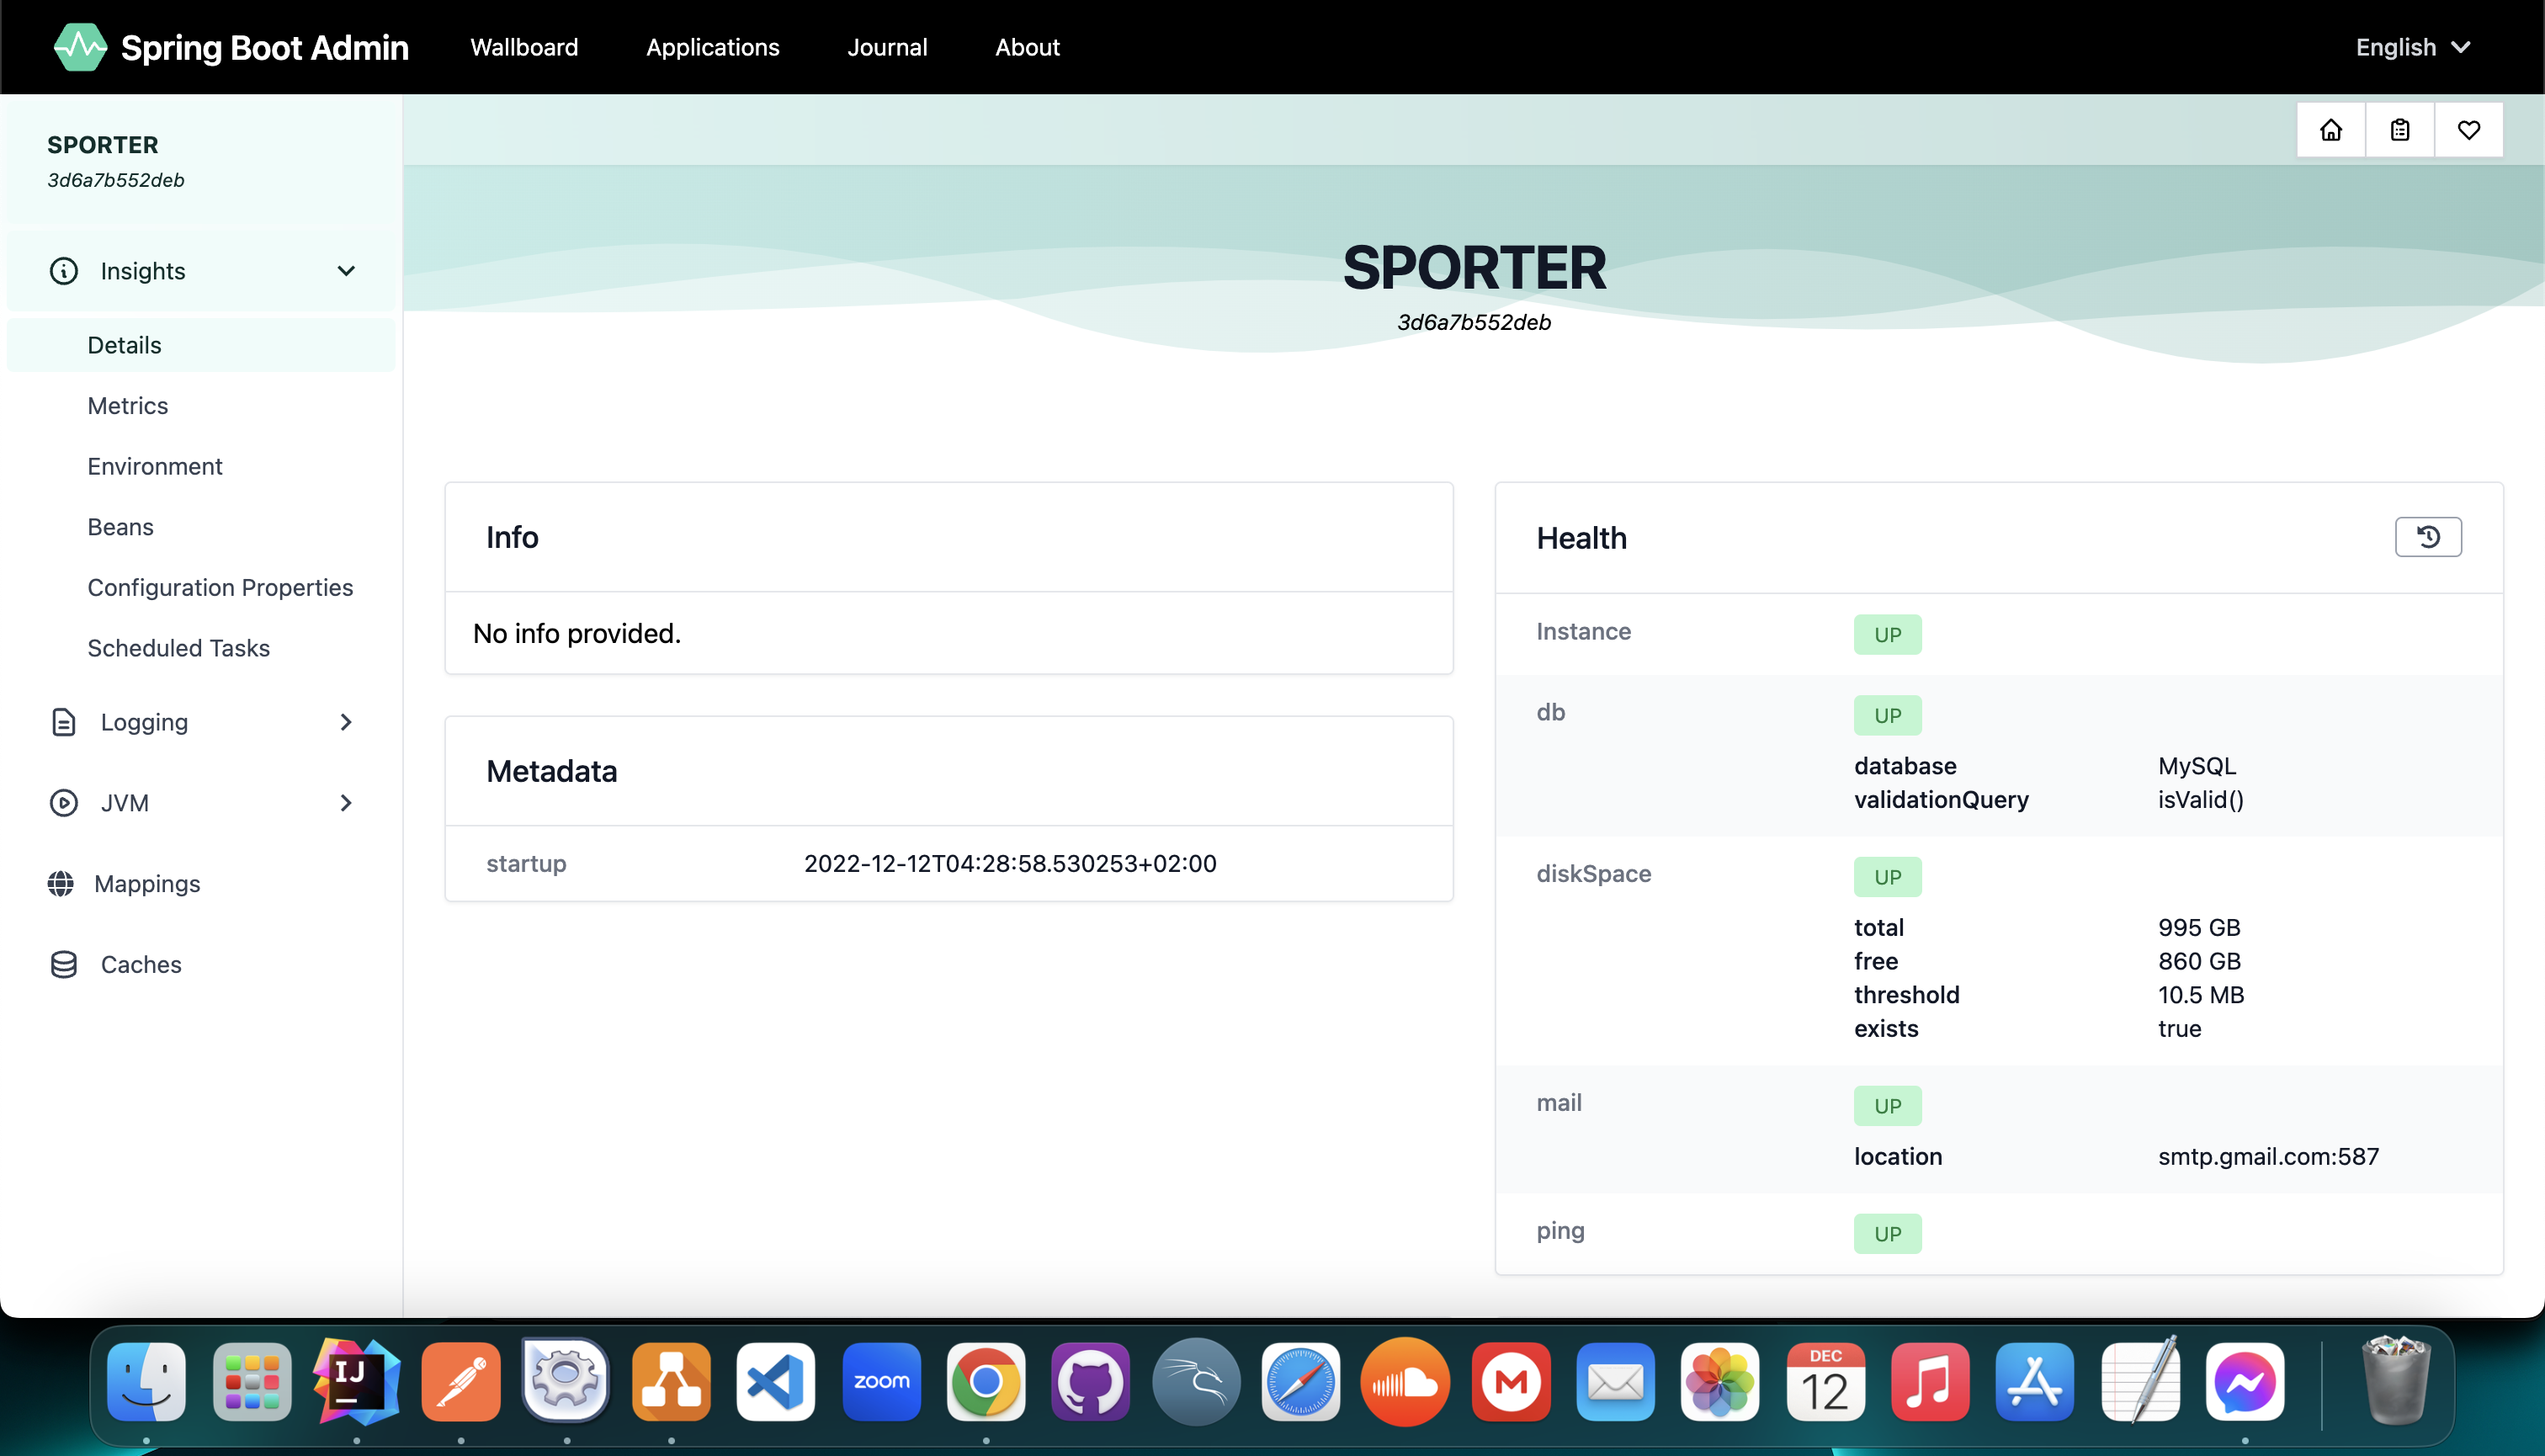 Spring Boot Admin
Wallboard
Applications
Journal
About
English
SPORTER
3d6a7b552deb
Insights
Details
Metrics
Environment
Beans
Configuration Properties
Scheduled Tasks
Logging
JVM
Mappings
Caches
SPORTER
3d6a7b552deb
Info
No info provided.
Metadata
startup 2022-12-12T04:28:58.530253+02:00
Health
Instance UP
db UP
database MySQL
validationQuery isValid()
diskSpace UP
total 995 GB
free 860 GB
threshold 10.5 MB
exists true
mail UP
location smtp.gmail.com:587
ping UP
IJ
zoom
M
DEC
12